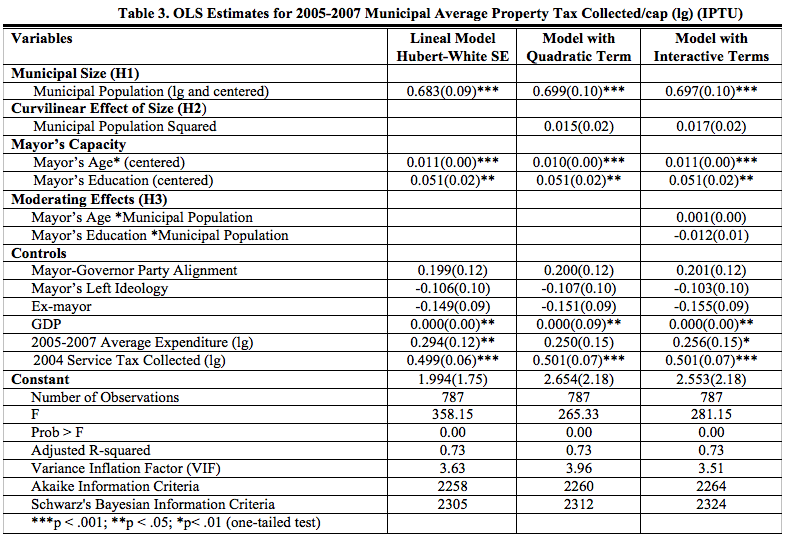 Table 3. OLS Estimates for 2005-2007 Municipal Average Property Tax Collected/cap (lg) (IPTU)
Variables Lineal Model Hubert-White SE Model with Quadratic Term Model with Interactive Terms
Municipal Size (H1)
Municipal Population (lg and centered) 0.683(0.09)*** 0.699(0.10)*** 0.697(0.10)***
Curvilinear Effect of Size (H2)
Municipal Population Squared 0.015(0.02) 0.017(0.02)
Mayor's Capacity
Mayor's Age* (centered) 0.011(0.00)*** 0.010(0.00)*** 0.011(0.00)***
Mayor's Education (centered) 0.051(0.02)** 0.051(0.02)** 0.051(0.02)**
Moderating Effects (H3)
Mayor's Age *Municipal Population 0.001(0.00)
Mayor's Education *Municipal Population -0.012(0.01)
Controls
Mayor-Governor Party Alignment 0.199(0.12) 0.200(0.12) 0.201(0.12)
Mayor's Left Ideology -0.106(0.10) -0.107(0.10) -0.103(0.10)
Ex-mayor -0.149(0.09) -0.151(0.09) -0.155(0.09)
GDP 0.000(0.00)** 0.000(0.09)** 0.000(0.00)**
2005-2007 Average Expenditure (lg) 0.294(0.12)** 0.250(0.15) 0.256(0.15)*
2004 Service Tax Collected (lg) 0.499(0.06)*** 0.501(0.07)*** 0.501(0.07)***
Constant 1.994(1.75) 2.654(2.18) 2.553(2.18)
Number of Observations 787 787 787
F 358.15 265.33 281.15
Prob > F 0.00 0.00 0.00
Adjusted R-squared 0.73 0.73 0.73
Variance Inflation Factor (VIF) 3.63 3.96 3.51
Akaike Information Criteria 2258 2260 2264
Schwarz's Bayesian Information Criteria 2305 2312 2324
***p < .001; **p < .05; *p< .01 (one-tailed test)